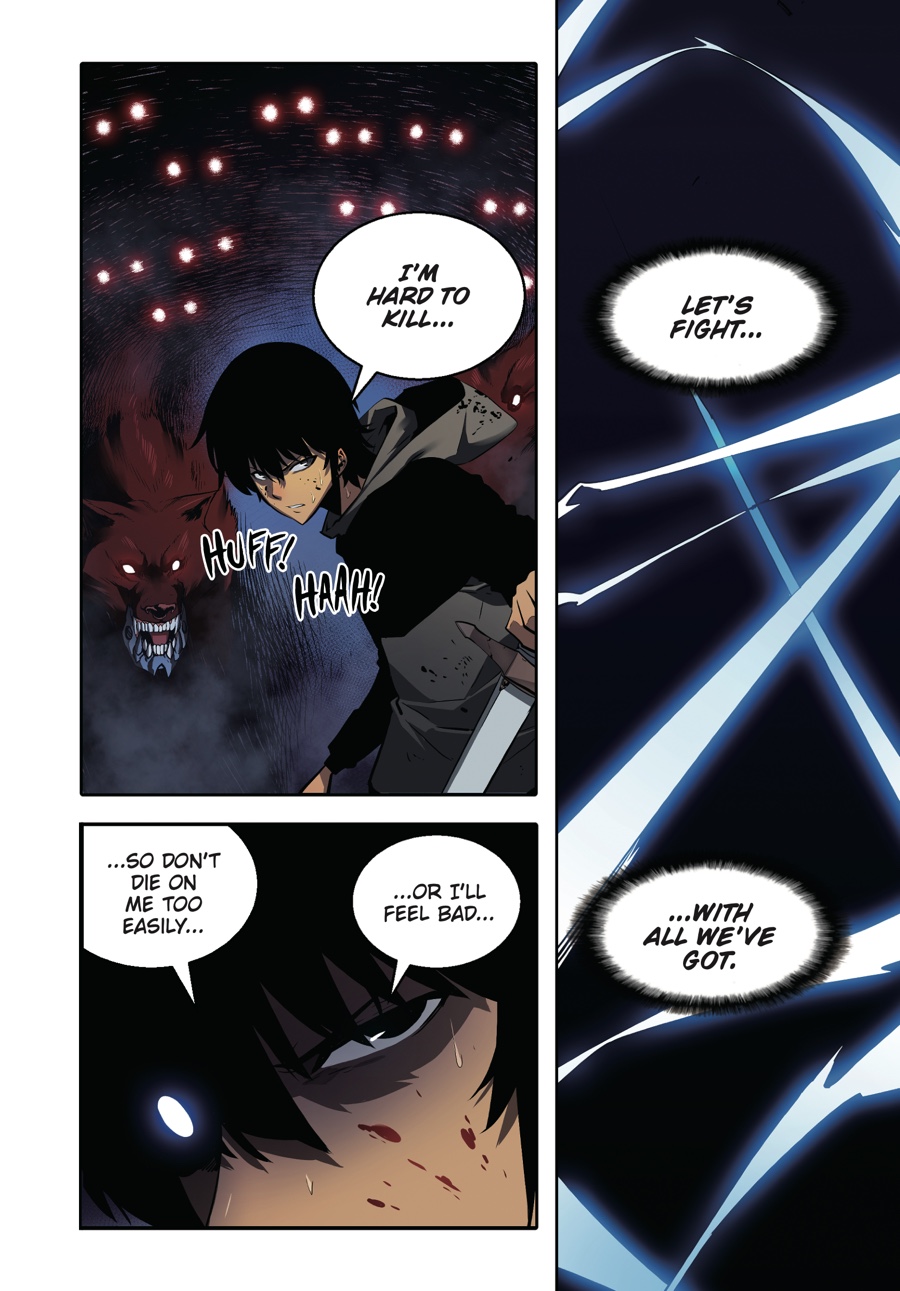 I'M
HARD TO
KILL...
HUFF!
HAAH!
...SO DON'T
DIE ON
ME TOO
EASILY...
...OR I'LL
FEEL BAD...
LET'S
FIGHT...
...WITH
ALL WE'VE
GOT.